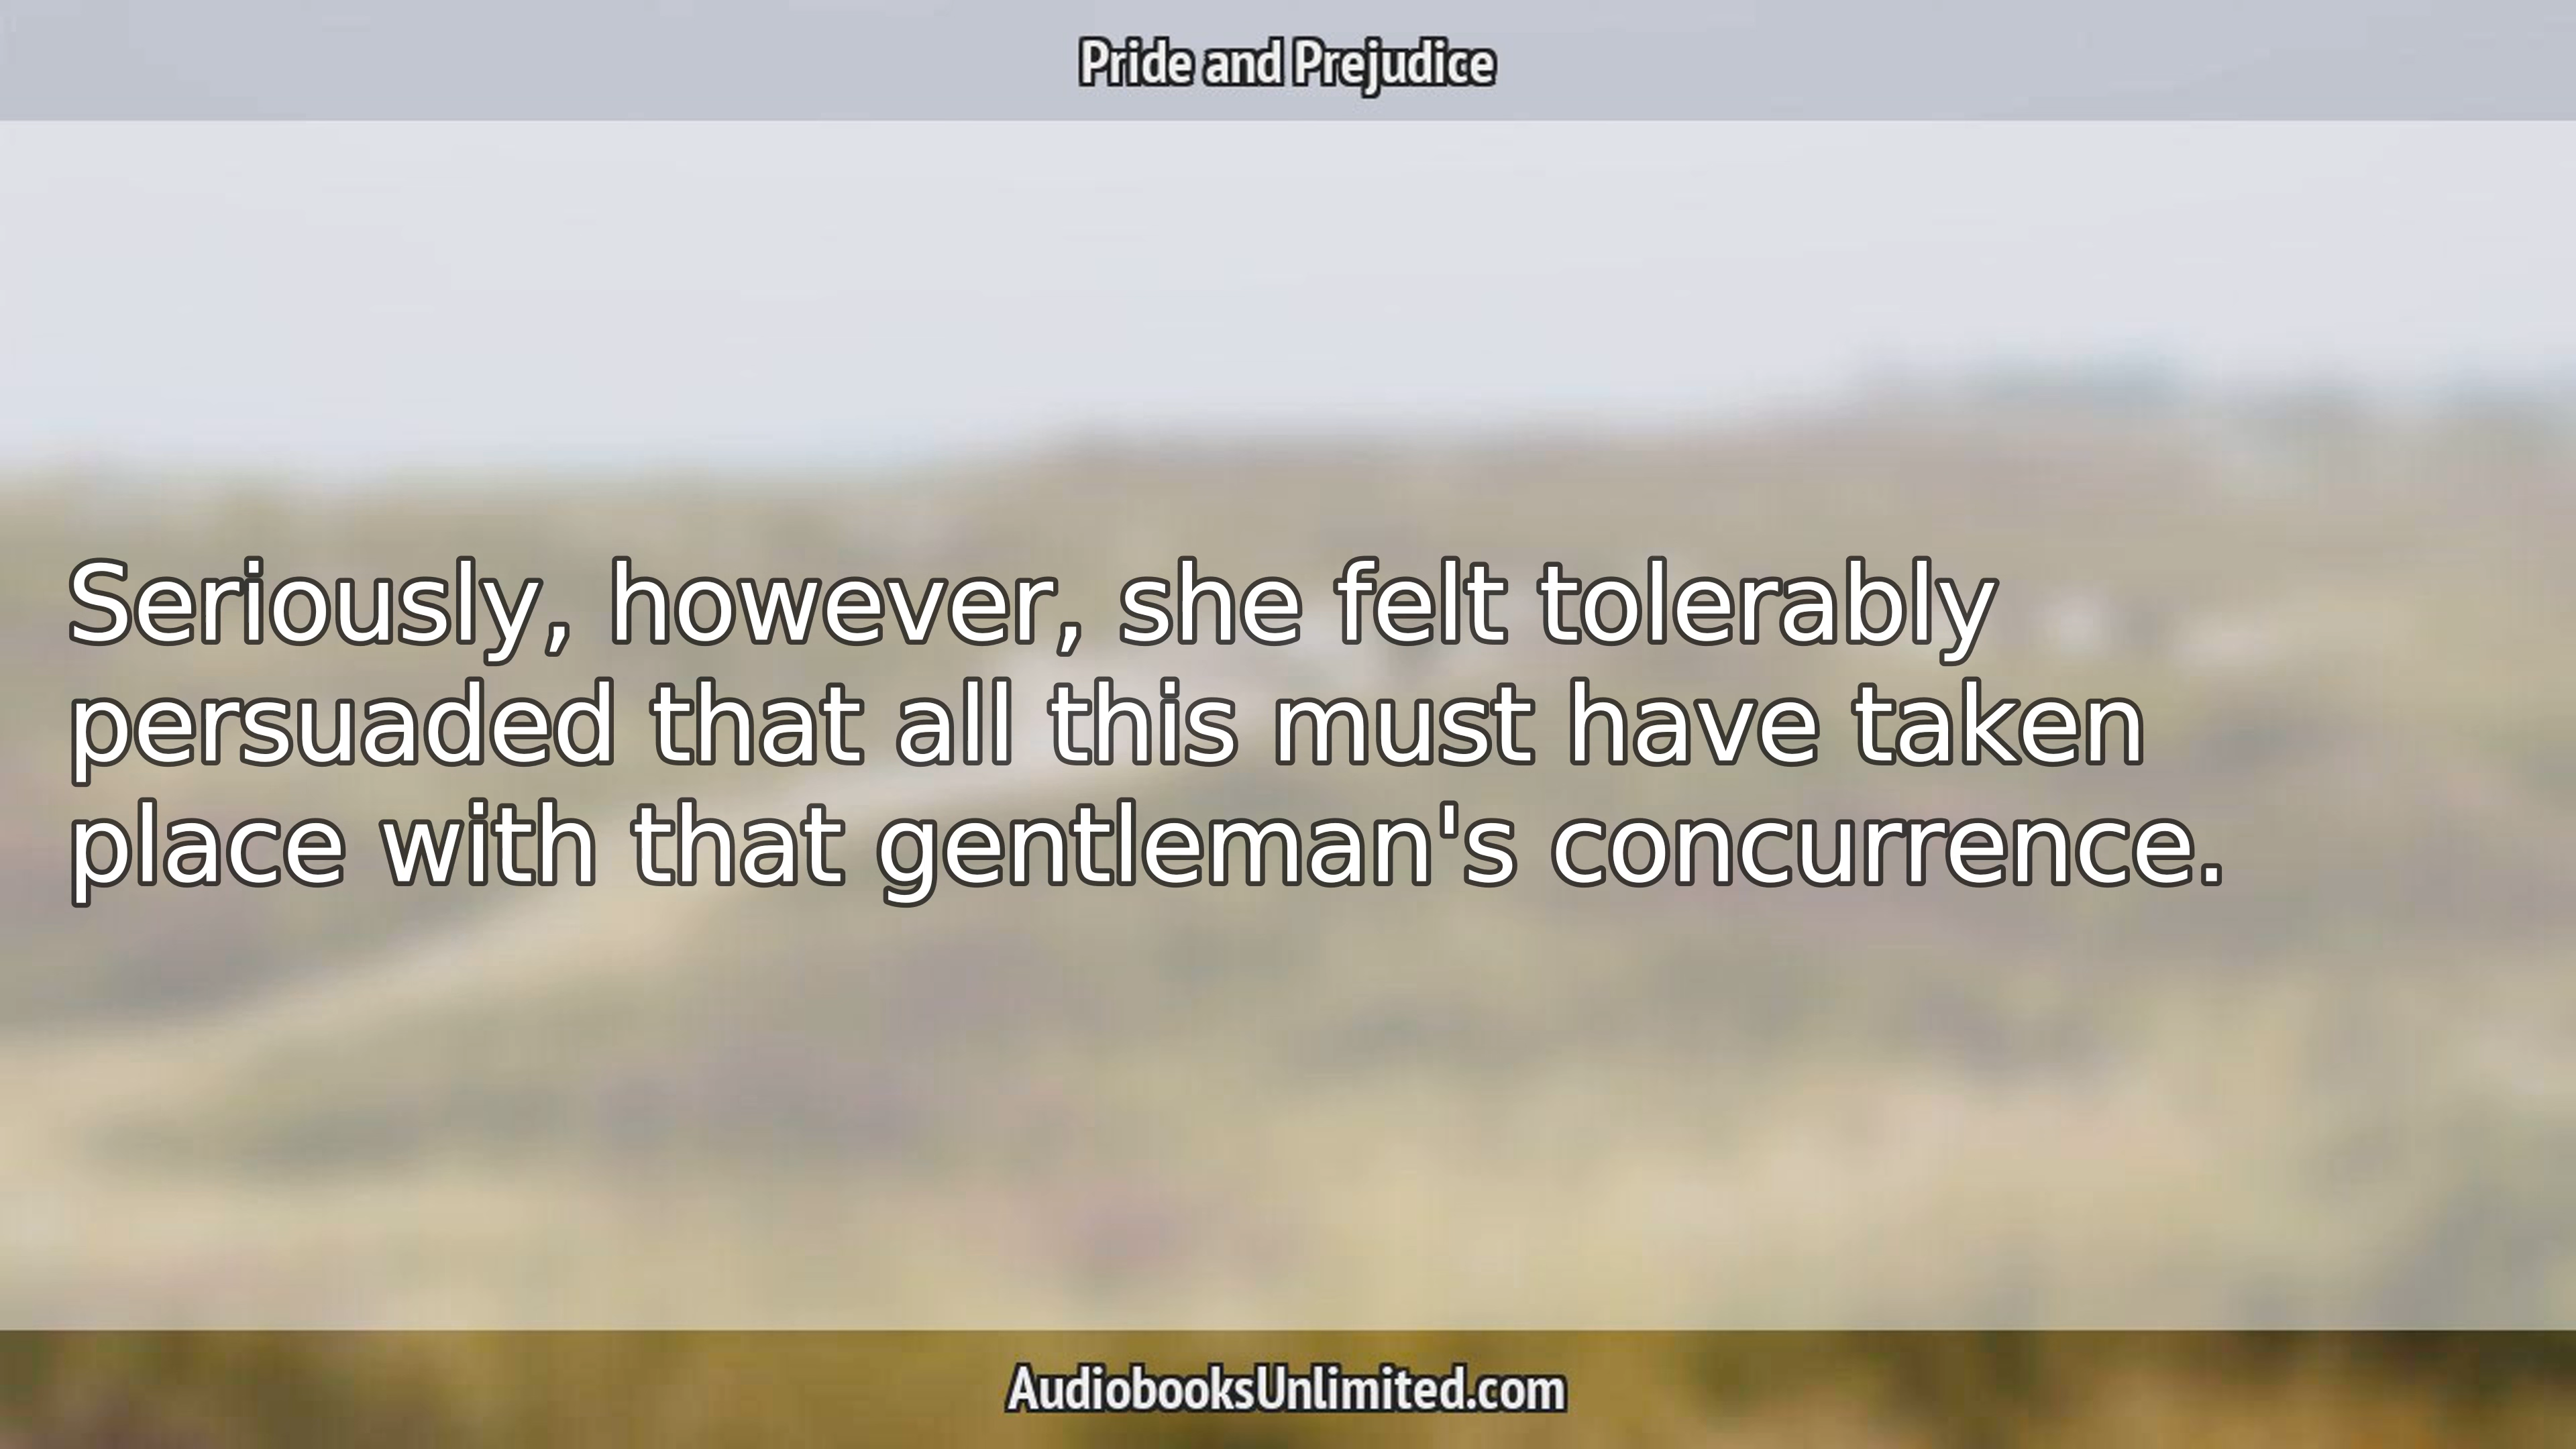 Pride and Prejudice
Seriously, however, she felt tolerably
persuaded that all this must have taken
place with that gentleman's concurrence.
AudiobooksUnlimited.com